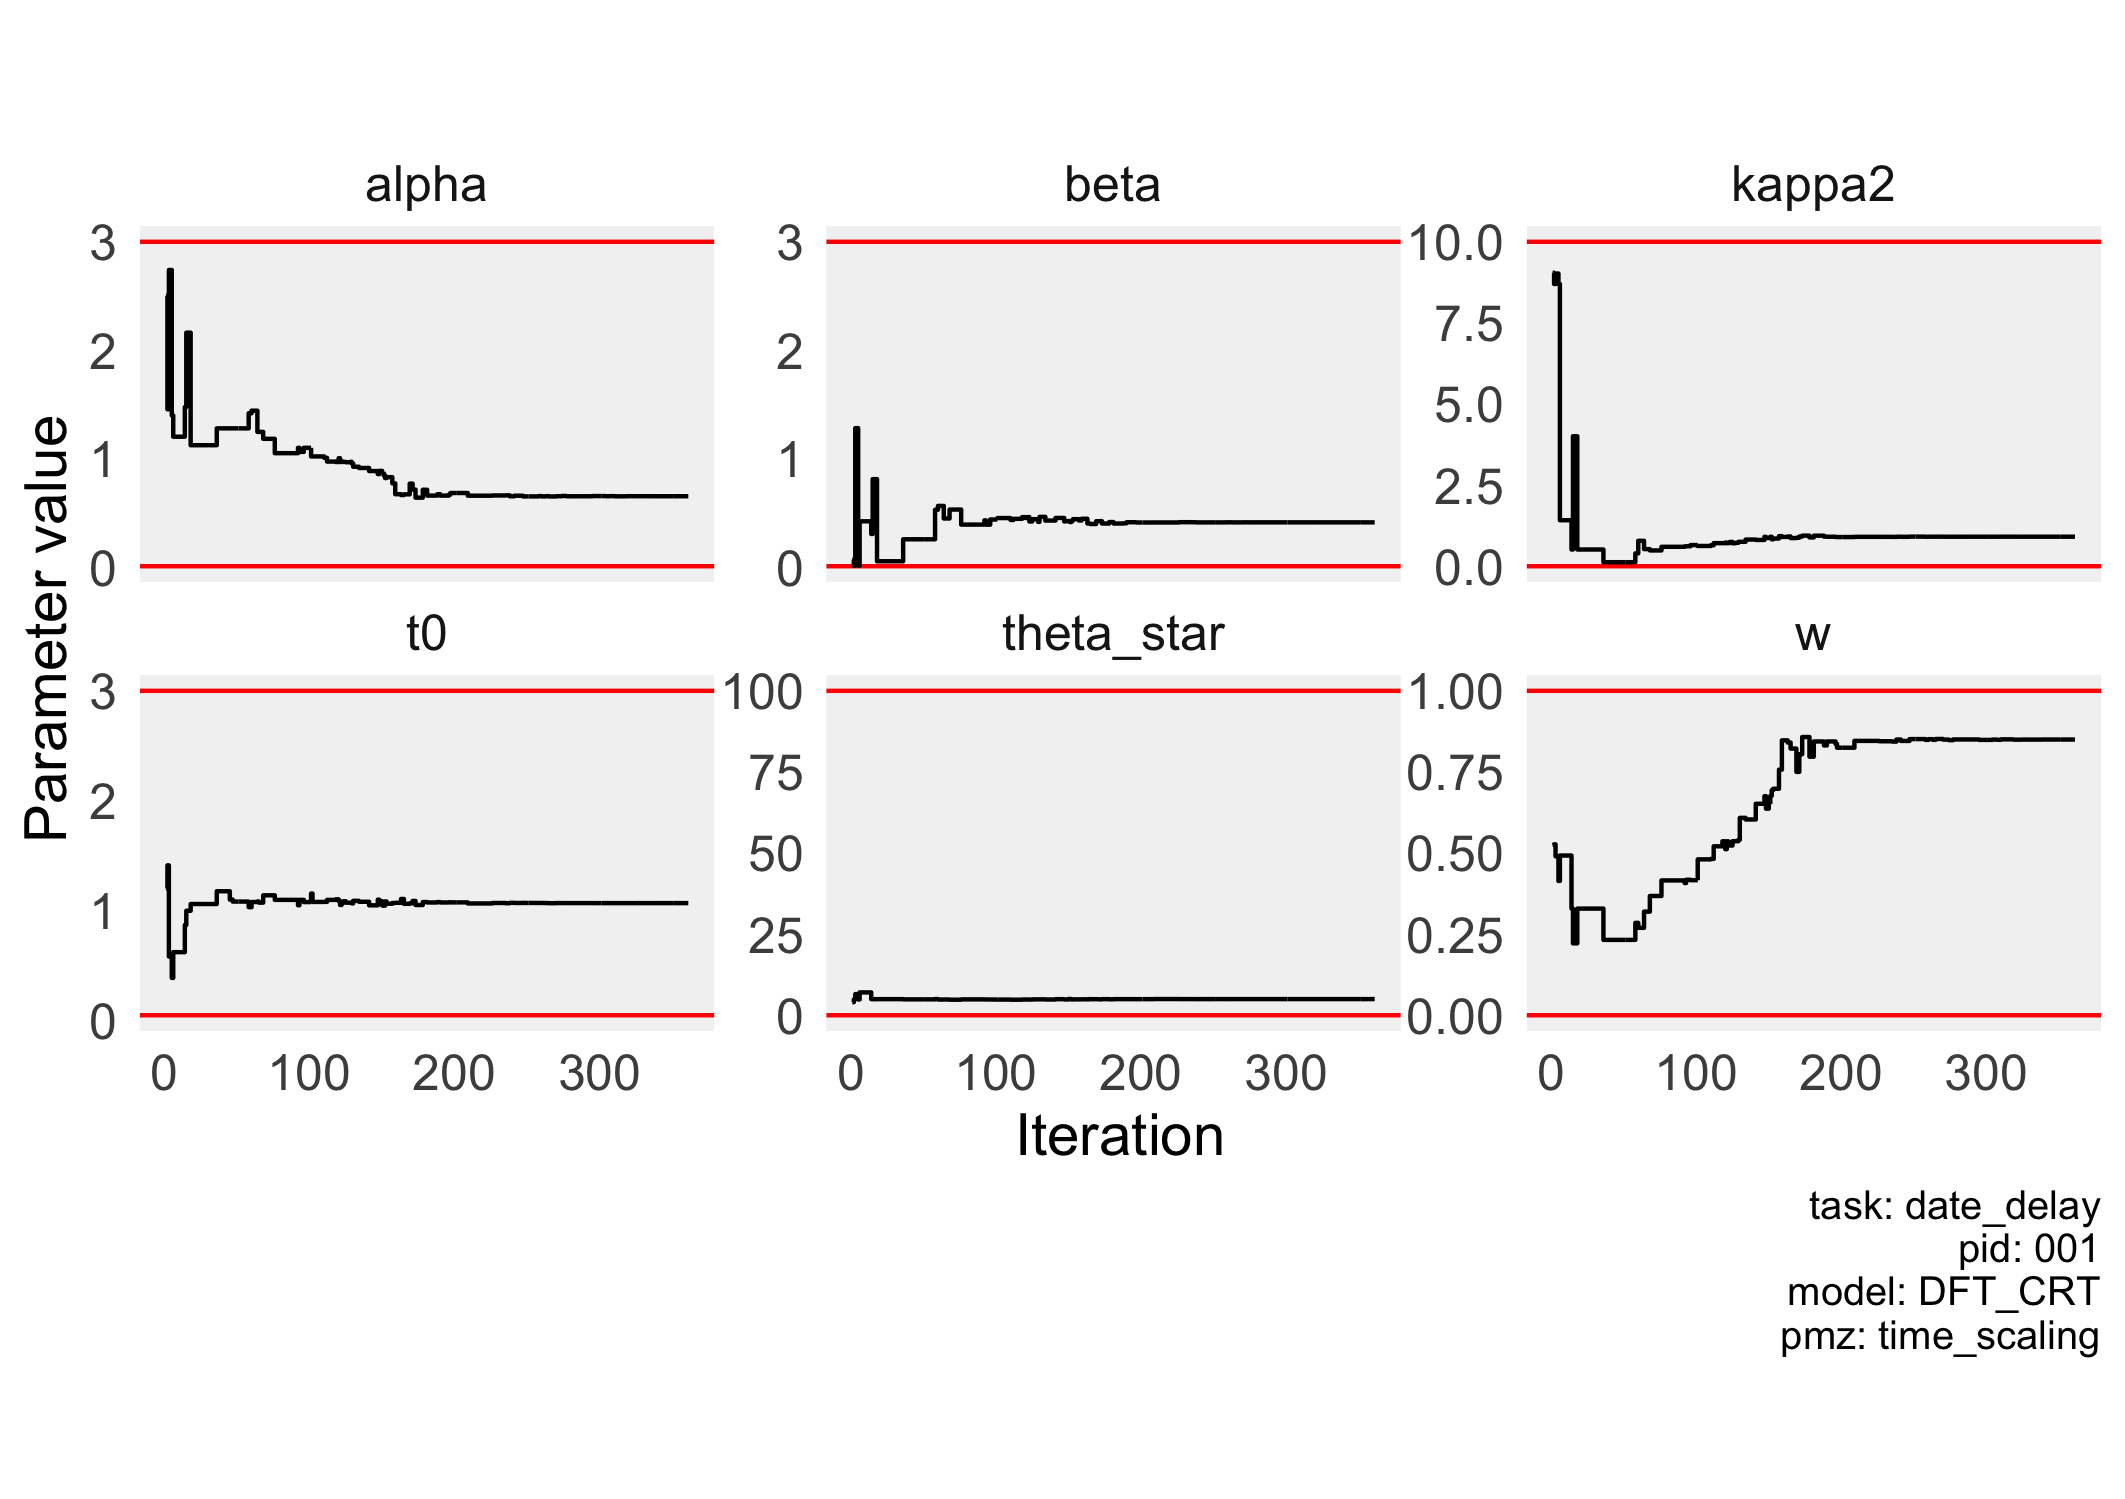 alpha
beta
kappa2
3
2
1
0
3
2
1
0
10.0
7.5
5.0
2.5
0.0
t0
theta_star
w
3
2
1
0
100
75
50
25
0
1.00
0.75
0.50
0.25
0.00
0 100 200 300
0 100 200 300
0 100 200 300
Parameter value
Iteration
task: date_delay
pid: 001
model: DFT_CRT
pmz: time_scaling